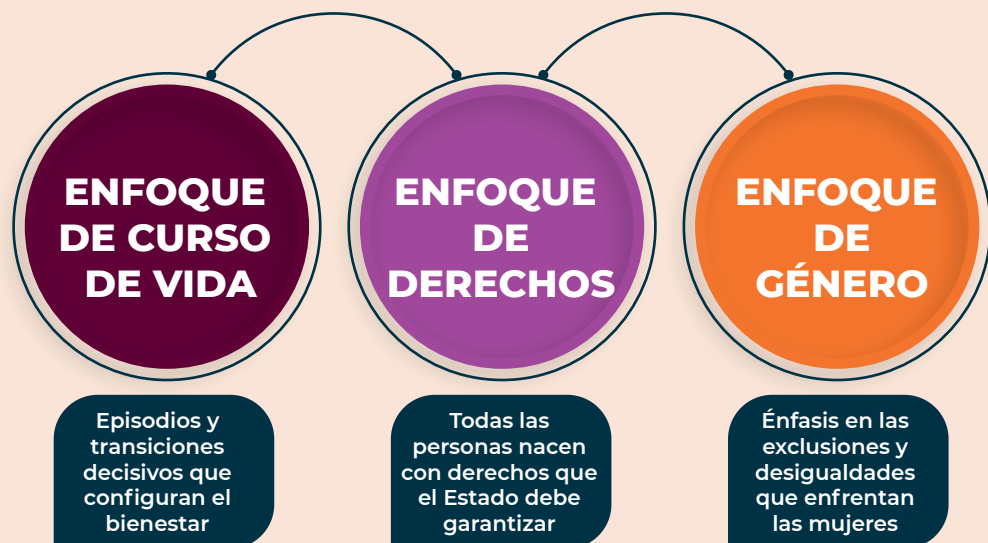 ENFOQUE
DE CURSO
DE VIDA
ENFOQUE
DE
DERECHOS
ENFOQUE
DE
GÉNERO
Episodios y
transiciones
decisivos que
configuran el
bienestar
Todas las
personas nacen
con derechos que
el Estado debe
garantizar
Énfasis en las
exclusiones y
desigualdades
que enfrentan
las mujeres